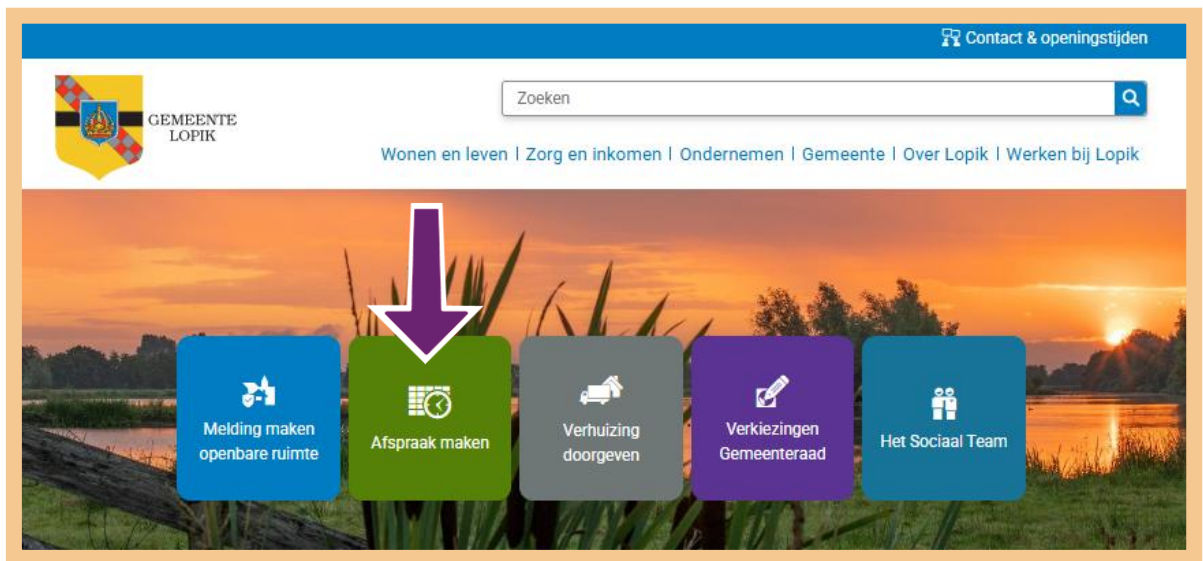 Contact & openingstijden
GEMEENTE
LOPIK
Zoeken
Wonen en leven | Zorg en inkomen | Ondernemen | Gemeente | Over Lopik | Werken bij Lopik
Melding maken
openbare ruimte
Afspraak maken
Verhuizing
doorgeven
Verkiezingen
Gemeenteraad
Het Sociaal Team